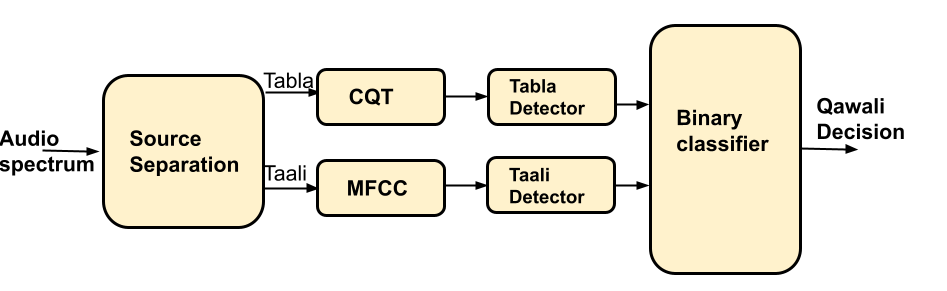 Audio
spectrum
Source
Separation
Tabla
Taali
CQT
MFCC
Tabla
Detector
Taali
Detector
Binary
classifier
Qawali
Decision